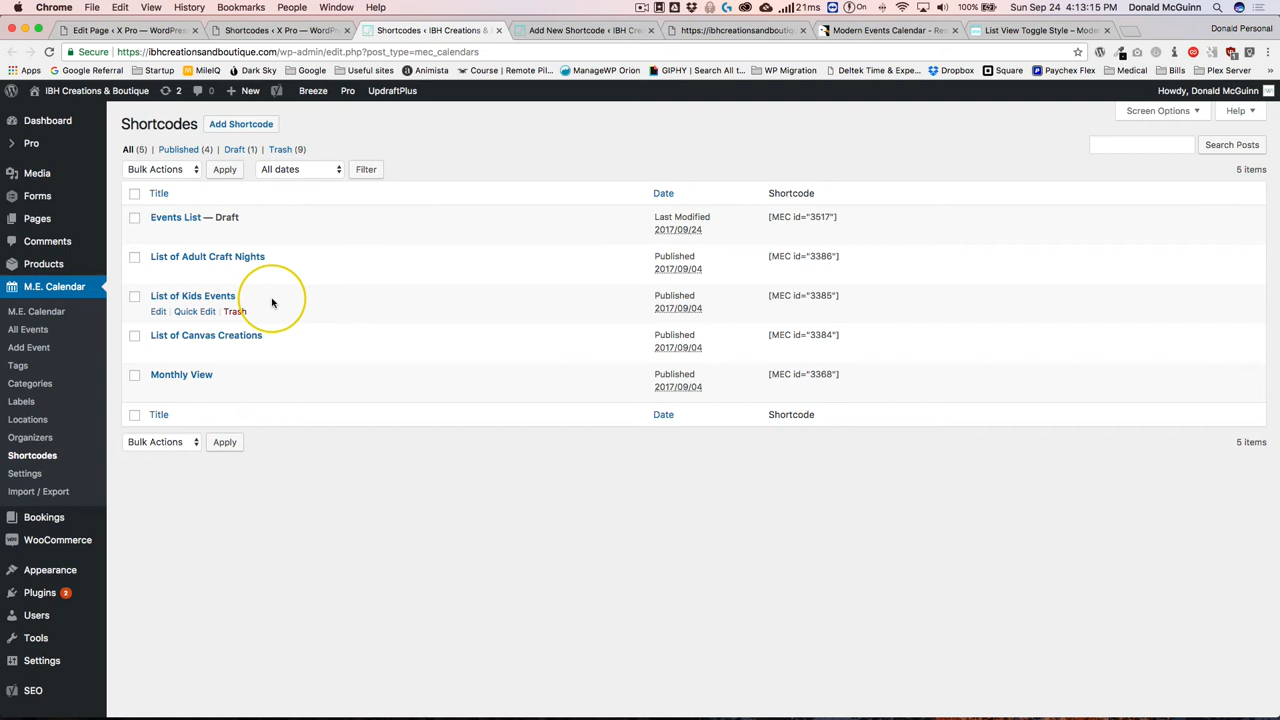 Chrome File Edit View History Bookmarks People Window Help 21ms 100% Sun Sep 24 4:13:15 PM Donald McGuinn
Edit Page ‹ X Pro — WordPres × Shortcodes ‹ X Pro — WordPr × Shortcodes ‹ IBH Creations & × Add New Shortcode ‹ IBH Cre × https://ibhcreationsandboutiqu × Modern Events Calendar - Res × List View Toggle Style – Mode × Donald Personal
Secure https://ibhcreationsandboutique.com/wp-admin/edit.php?post_type=mec_calendars
Apps Google Referral Startup MileIQ Dark Sky Google Useful sites Animista Course | Remote Pil... ManageWP Orion GIPHY | Search All t... WP Migration Deltek Time & Expe... Dropbox Square Paychex Flex Medical Bills Plex Server »
IBH Creations & Boutique 2 0 + New Breeze Pro UpdraftPlus Howdy, Donald McGuinn
Screen Options Help
Dashboard
Pro
Media
Forms
Pages
Comments
Products
M.E. Calendar
M.E. Calendar
All Events
Add Event
Tags
Categories
Labels
Locations
Organizers
Shortcodes
Settings
Import / Export
Bookings
WooCommerce
Appearance
Plugins 2
Users
Tools
Settings
SEO
Shortcodes Add Shortcode
All (5) | Published (4) | Draft (1) | Trash (9)
Search Posts
Bulk Actions Apply All dates Filter 5 items
Title Date Shortcode
Events List — Draft Last Modified [MEC id="3517"]
2017/09/24
List of Adult Craft Nights Published [MEC id="3386"]
2017/09/04
List of Kids Events Published [MEC id="3385"]
Edit | Quick Edit | Trash 2017/09/04
List of Canvas Creations Published [MEC id="3384"]
2017/09/04
Monthly View Published [MEC id="3368"]
2017/09/04
Title Date Shortcode
Bulk Actions Apply 5 items